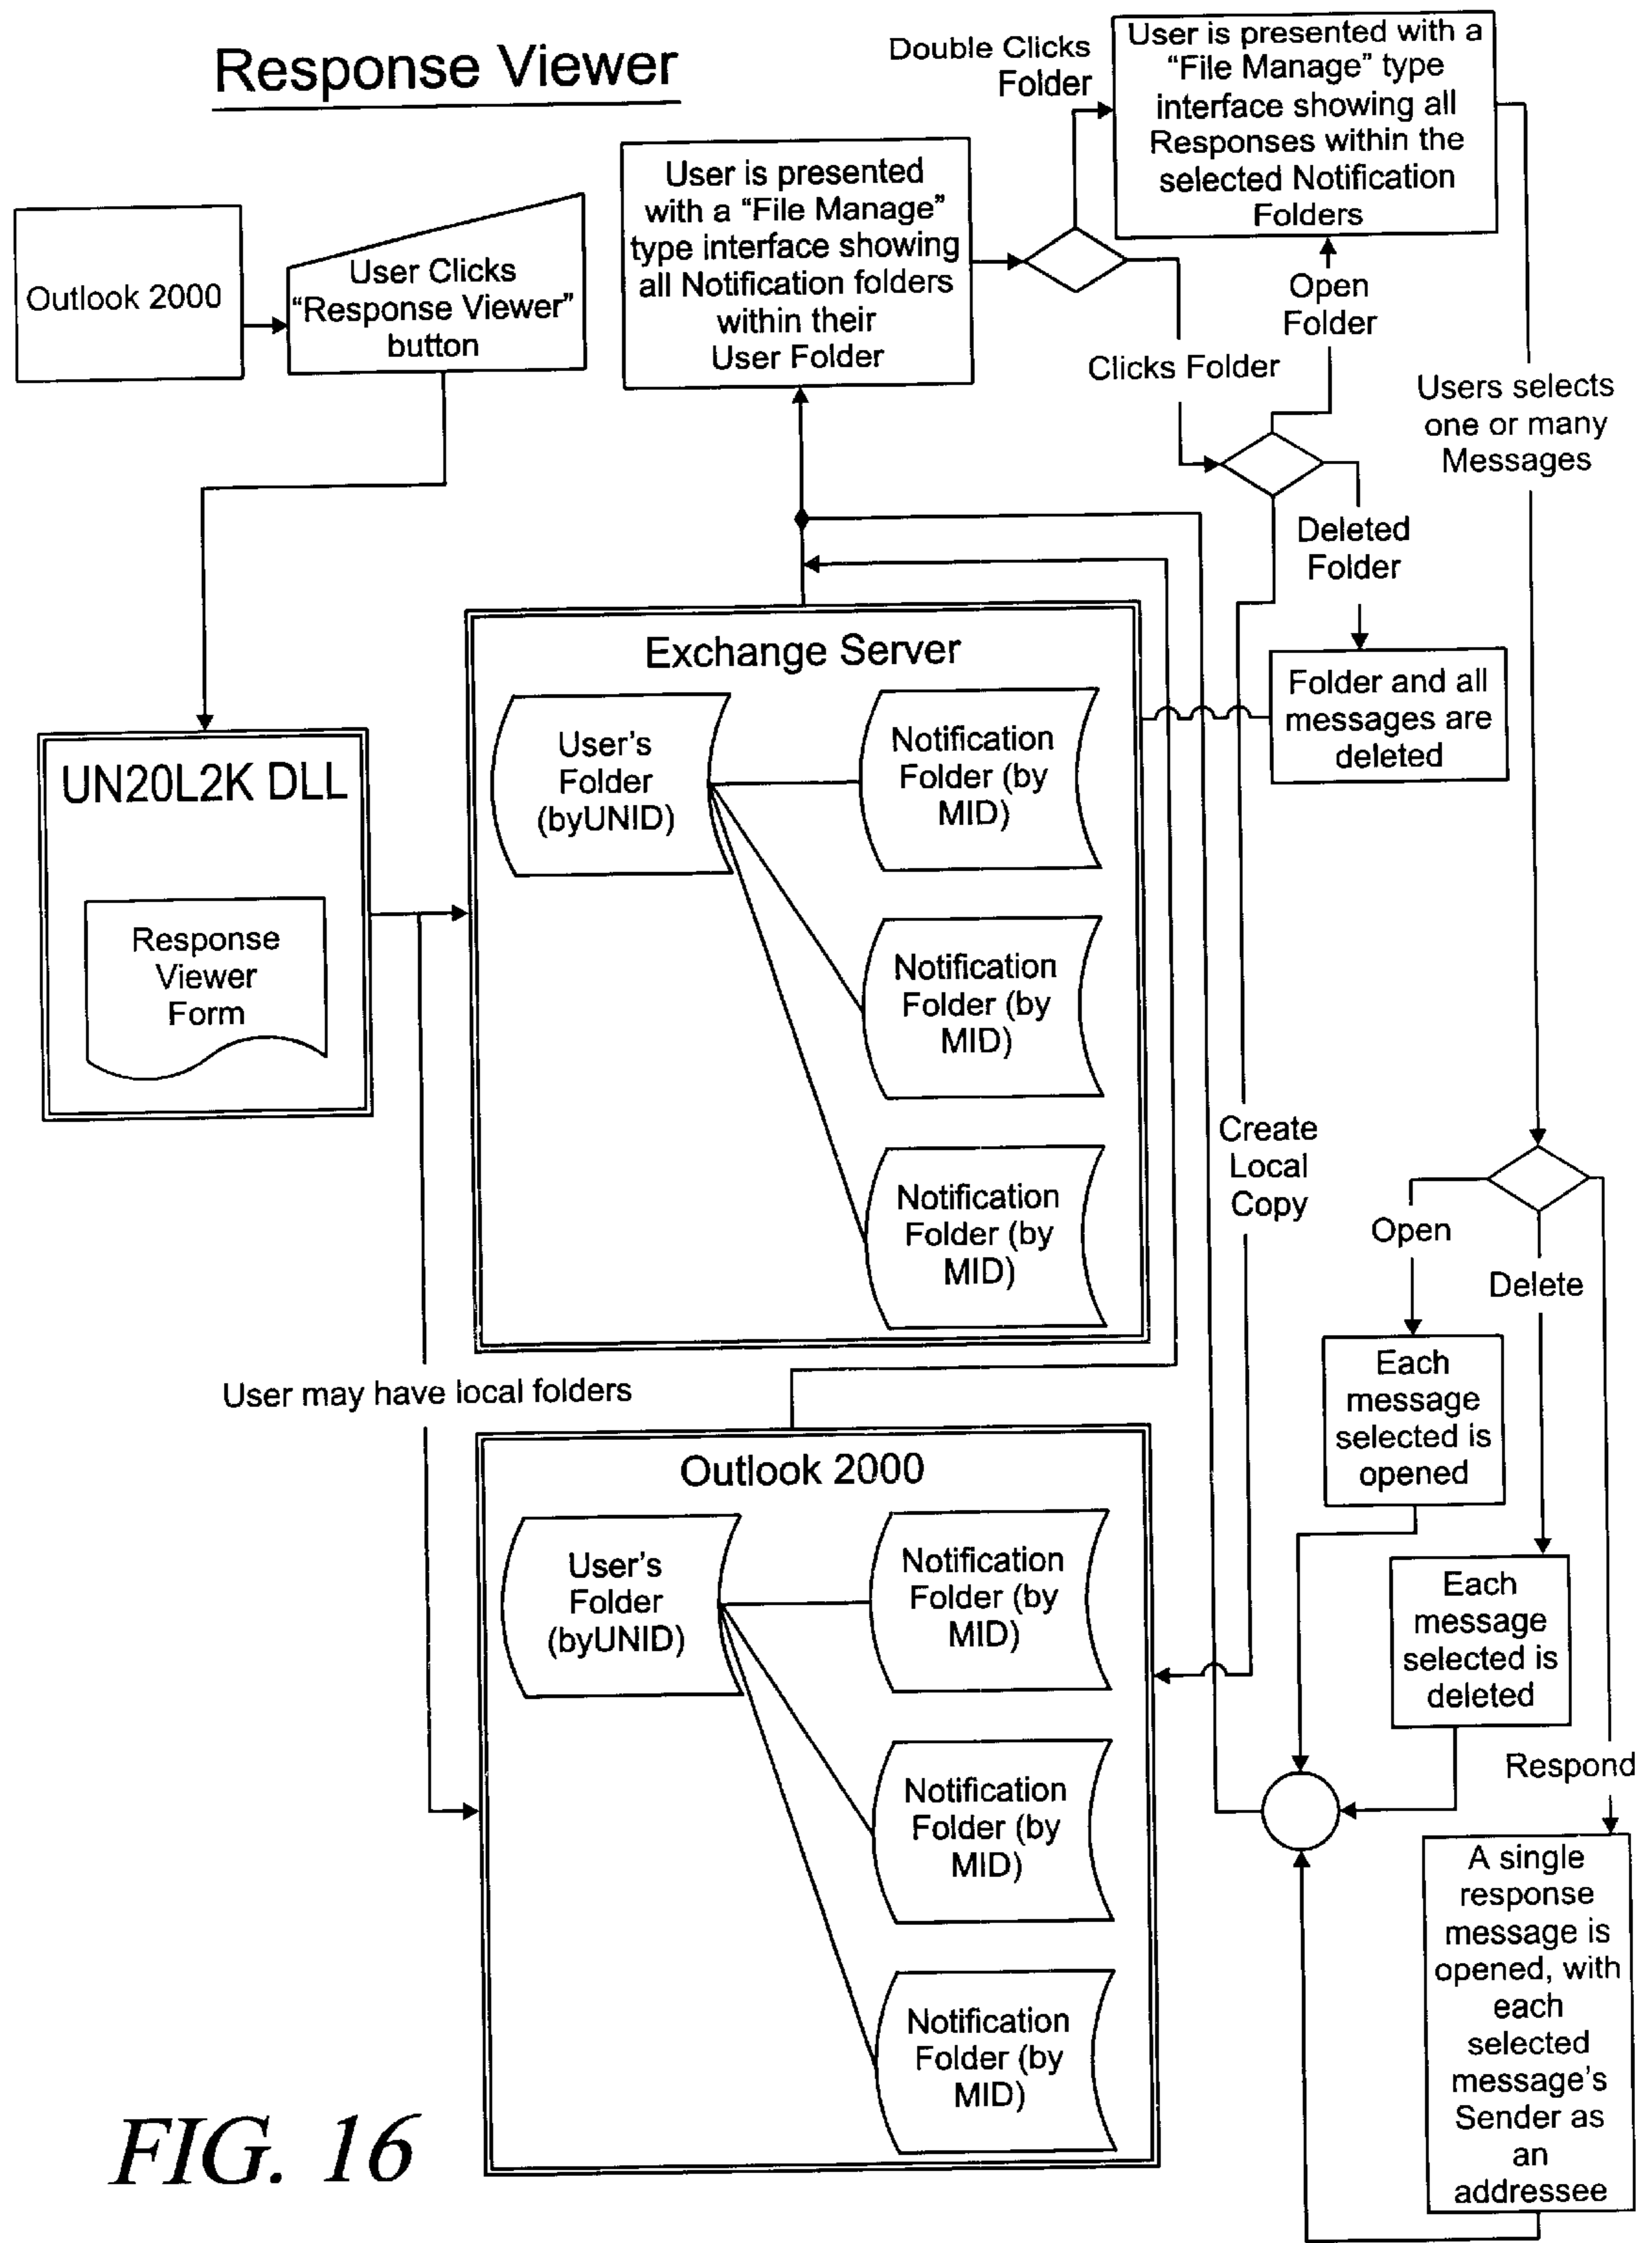 Response Viewer
Double Clicks
Folder
User is presented with a
“File Manage” type
interface showing all
Responses within the
selected Notification
Folders
Outlook 2000
User Clicks
“Response Viewer”
button
User is presented
with a “File Manage”
type interface showing
all Notification folders
within their
User Folder
Open
Folder
Clicks Folder
Users selects
one or many
Messages
Deleted
Folder
Folder and all
messages are
deleted
UN20L2K DLL
Response
Viewer
Form
Exchange Server
User's
Folder
(byUNID)
Notification
Folder (by
MID)
Notification
Folder (by
MID)
Notification
Folder (by
MID)
Create
Local
Copy
Open
Delete
Each
message
selected is
opened
User may have local folders
Outlook 2000
User's
Folder
(byUNID)
Notification
Folder (by
MID)
Notification
Folder (by
MID)
Notification
Folder (by
MID)
Each
message
selected is
deleted
Respond
A single
response
message is
opened, with
each
selected
message's
Sender as
an
addressee
FIG. 16